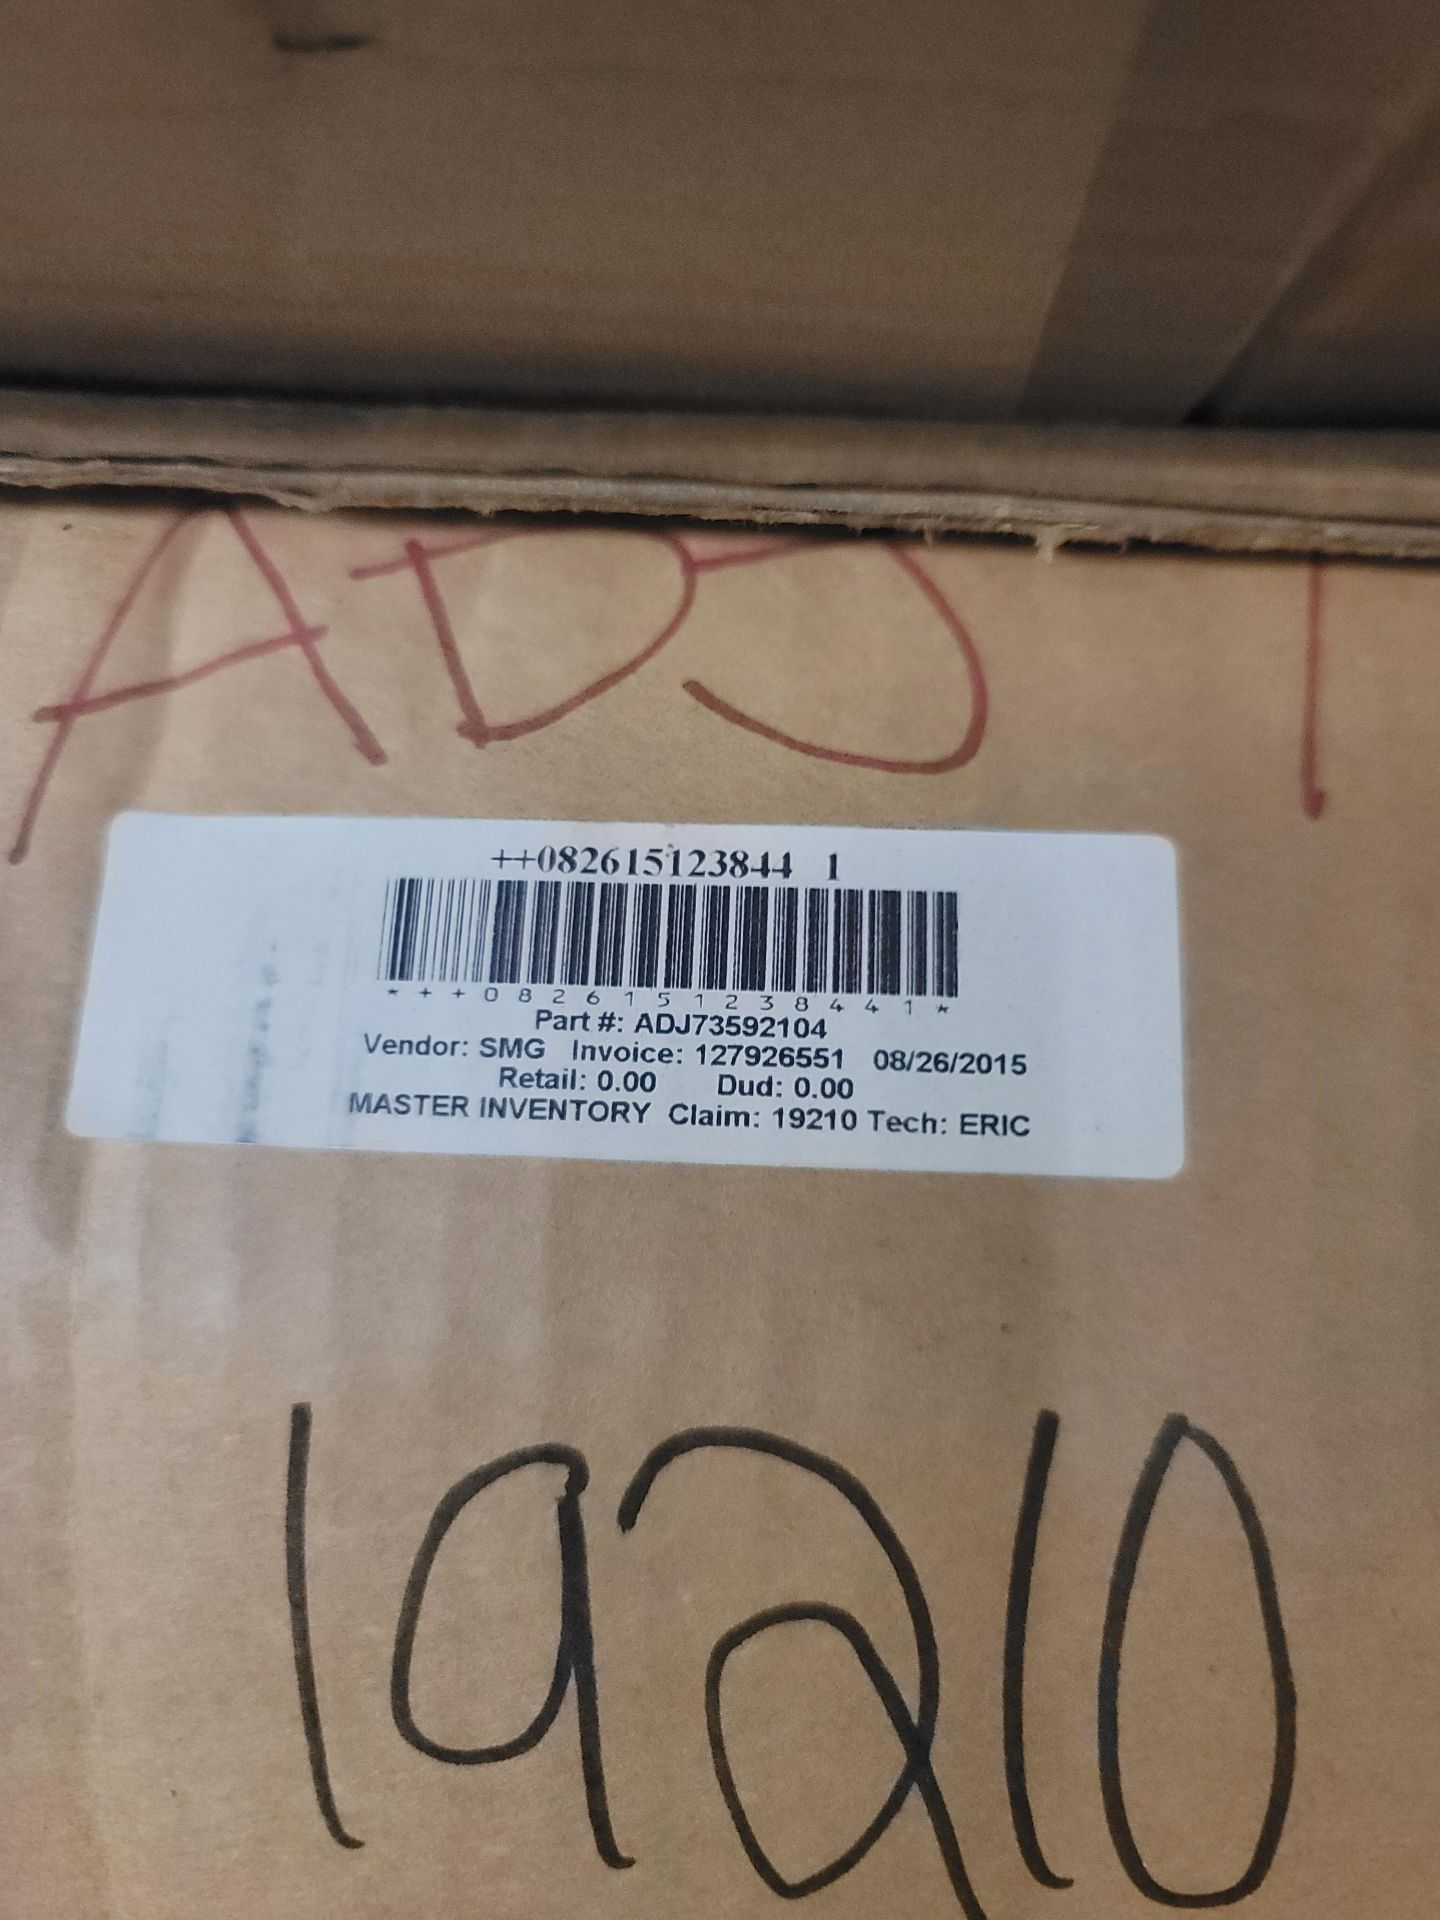 ADJ 1
++082615123844 1
*++0826151238441*
Part #: ADJ73592104
Vendor: SMG Invoice: 127926551 08/26/2015
Retail: 0.00 Dud: 0.00
MASTER INVENTORY Claim: 19210 Tech: ERIC
19210